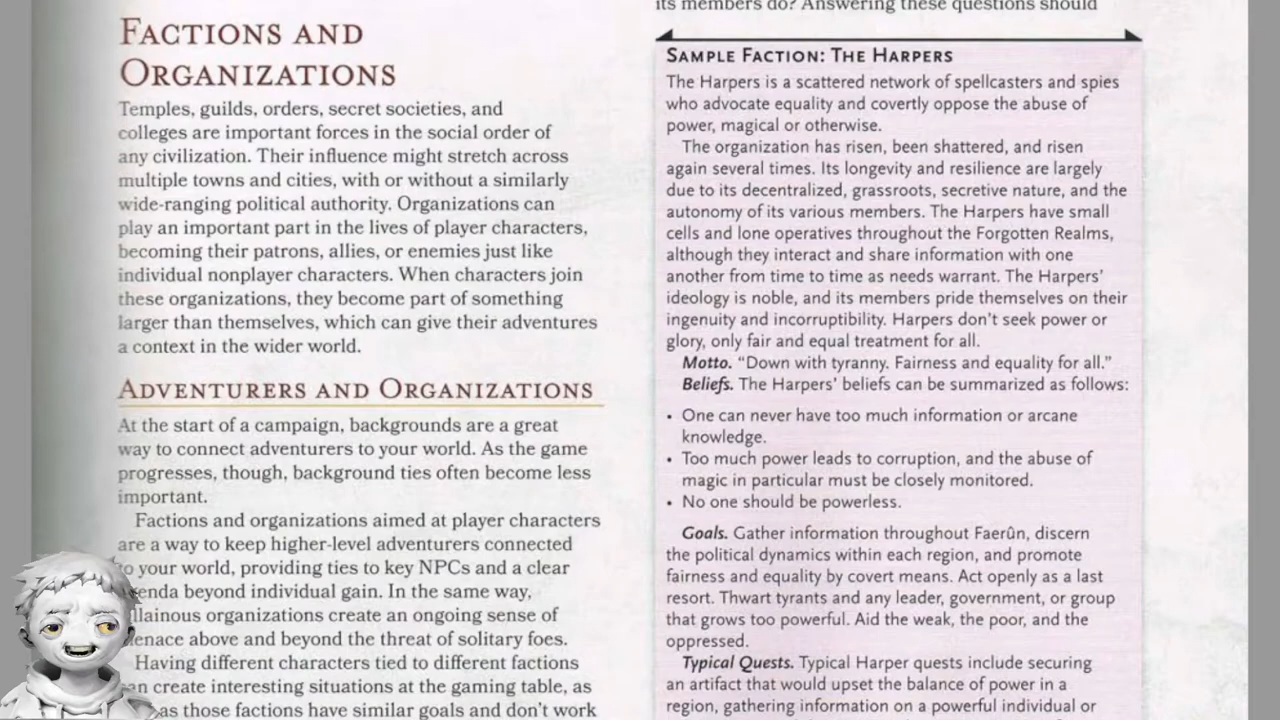 FACTIONS AND
ORGANIZATIONS
Temples, guilds, orders, secret societies, and
colleges are important forces in the social order of
any civilization. Their influence might stretch across
multiple towns and cities, with or without a similarly
wide-ranging political authority. Organizations can
play an important part in the lives of player characters,
becoming their patrons, allies, or enemies just like
individual nonplayer characters. When characters join
these organizations, they become part of something
larger than themselves, which can give their adventures
a context in the wider world.
ADVENTURERS AND ORGANIZATIONS
At the start of a campaign, backgrounds are a great
way to connect adventurers to your world. As the game
progresses, though, background ties often become less
important.
Factions and organizations aimed at player characters
are a way to keep higher-level adventurers connected
your world, providing ties to key NPCs and a clear
beyond individual gain. In the same way,
organizations create an ongoing sense of
above and beyond the threat of solitary foes.
Having different characters tied to different factions
create interesting situations at the gaming table, as
as those factions have similar goals and don't work
its members do? Answering these questions should
SAMPLE FACTION: THE HARPERS
The Harpers is a scattered network of spellcasters and spies
who advocate equality and covertly oppose the abuse of
power, magical or otherwise.
The organization has risen, been shattered, and risen
again several times. Its longevity and resilience are largely
due to its decentralized, grassroots, secretive nature, and the
autonomy of its various members. The Harpers have small
cells and lone operatives throughout the Forgotten Realms,
although they interact and share information with one
another from time to time as needs warrant. The Harpers'
ideology is noble, and its members pride themselves on their
ingenuity and incorruptibility. Harpers don't seek power or
glory, only fair and equal treatment for all.
Motto. "Down with tyranny. Fairness and equality for all."
Beliefs. The Harpers' beliefs can be summarized as follows:
• One can never have too much information or arcane
knowledge.
• Too much power leads to corruption, and the abuse of
magic in particular must be closely monitored.
• No one should be powerless.
Goals. Gather information throughout Faerûn, discern
the political dynamics within each region, and promote
fairness and equality by covert means. Act openly as a last
resort. Thwart tyrants and any leader, government, or group
that grows too powerful. Aid the weak, the poor, and the
oppressed.
Typical Quests. Typical Harper quests include securing
an artifact that would upset the balance of power in a
region, gathering information on a powerful individual or